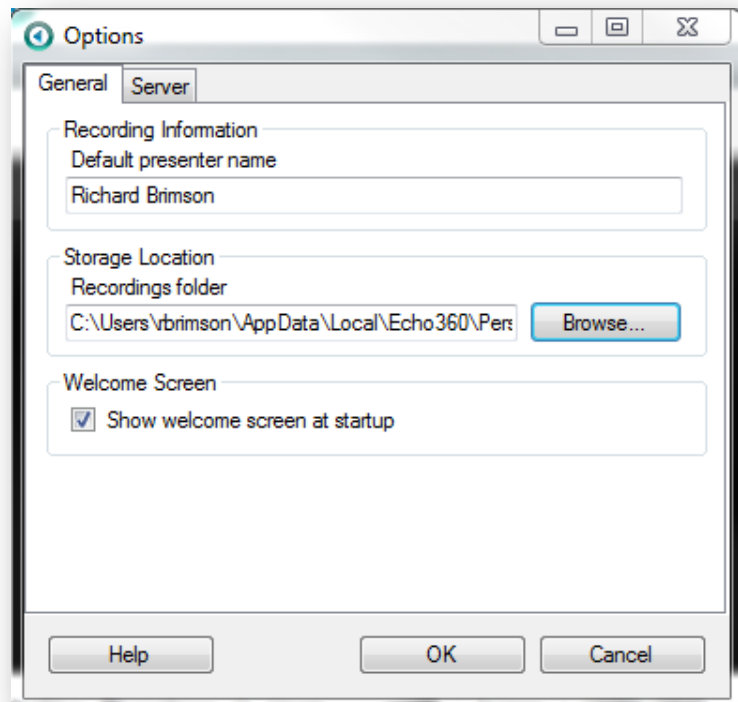 Options
General
Server
Recording Information
Default presenter name
Richard Brimson
Storage Location
Recordings folder
C:\Users\rbrimson\AppData\Local\Echo360\Pers
Browse...
Welcome Screen
Show welcome screen at startup
Help
OK
Cancel